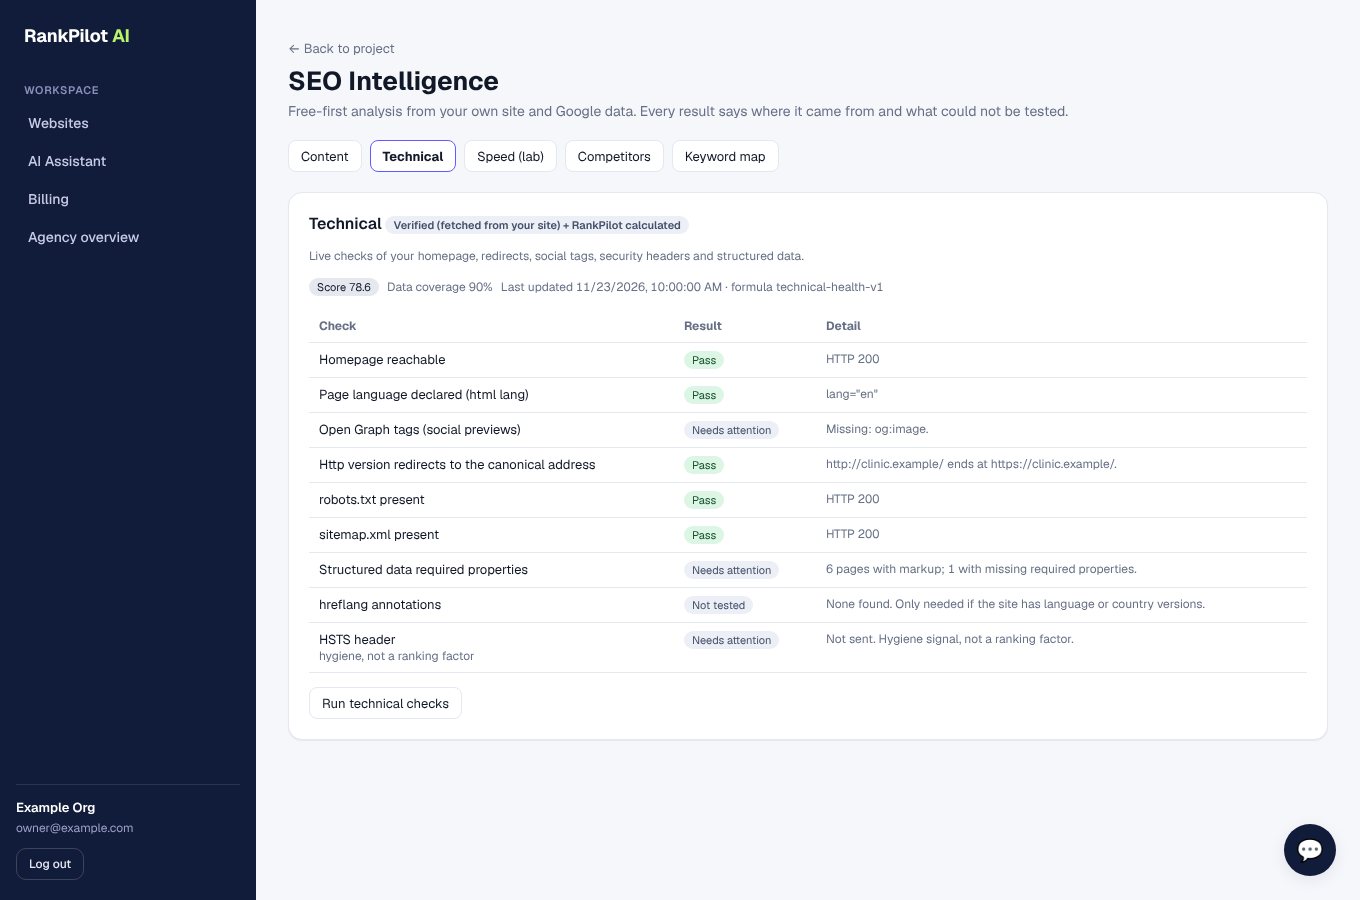 RankPilot AI
WORKSPACE
Websites
AI Assistant
Billing
Agency overview
Example Org
owner@example.com
Log out
← Back to project
SEO Intelligence
Free-first analysis from your own site and Google data. Every result says where it came from and what could not be tested.
Content Technical Speed (lab) Competitors Keyword map
Technical Verified (fetched from your site) + RankPilot calculated
Live checks of your homepage, redirects, social tags, security headers and structured data.
Score 78.6 Data coverage 90% Last updated 11/23/2026, 10:00:00 AM · formula technical-health-v1
Check Result Detail
Homepage reachable Pass HTTP 200
Page language declared (html lang) Pass lang="en"
Open Graph tags (social previews) Needs attention Missing: og:image.
Http version redirects to the canonical address Pass http://clinic.example/ ends at https://clinic.example/.
robots.txt present Pass HTTP 200
sitemap.xml present Pass HTTP 200
Structured data required properties Needs attention 6 pages with markup; 1 with missing required properties.
hreflang annotations Not tested None found. Only needed if the site has language or country versions.
HSTS header Needs attention Not sent. Hygiene signal, not a ranking factor.
hygiene, not a ranking factor
Run technical checks